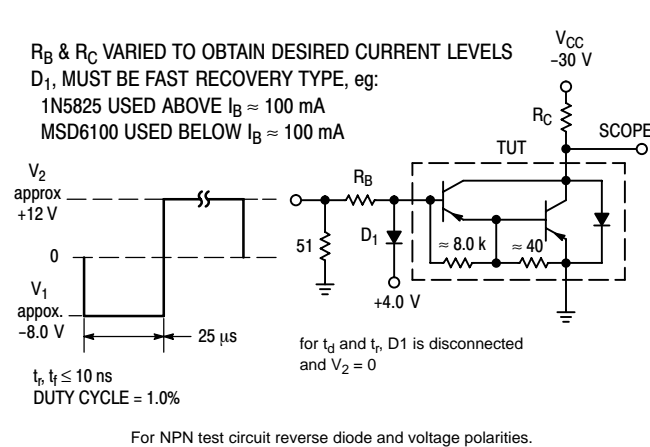 R_B & R_C VARIED TO OBTAIN DESIRED CURRENT LEVELS
D_1, MUST BE FAST RECOVERY TYPE, eg:
1N5825 USED ABOVE I_B ≈ 100 mA
MSD6100 USED BELOW I_B ≈ 100 mA
V_CC
−30 V
R_C
SCOPE
TUT
V_2
approx
+12 V
0
V_1
appox.
−8.0 V
25 μs
51
R_B
D_1
+4.0 V
≈ 8.0 k
≈ 40
t_r, t_f ≤ 10 ns
DUTY CYCLE = 1.0%
for t_d and t_r, D1 is disconnected
and V_2 = 0
For NPN test circuit reverse diode and voltage polarities.